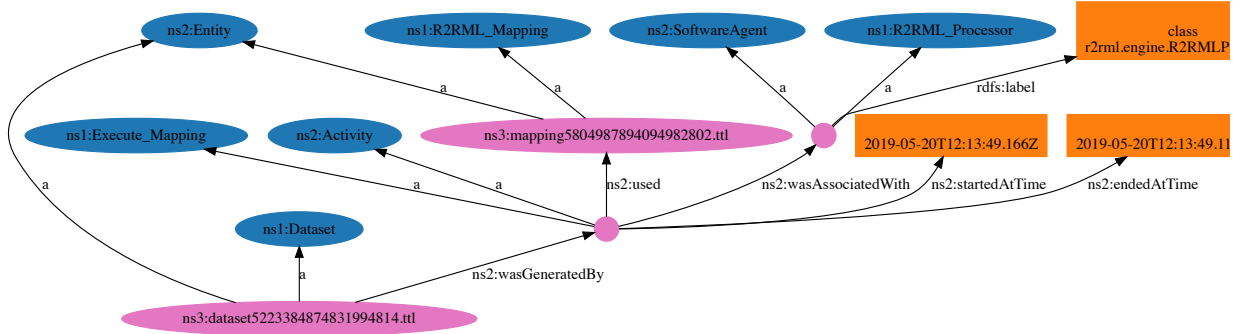 ns2:Entity
ns1:R2RML_Mapping
ns2:SoftwareAgent
ns1:R2RML_Processor
class
r2rml.engine.R2RMLP
a
a
a
a
rdfs:label
ns1:Execute_Mapping
ns2:Activity
ns3:mapping5804987894094982802.ttl
2019-05-20T12:13:49.166Z
2019-05-20T12:13:49.11
a
a
a
ns2:used
ns2:wasAssociatedWith
ns2:startedAtTime
ns2:endedAtTime
ns1:Dataset
a
ns2:wasGeneratedBy
ns3:dataset5223384874831994814.ttl